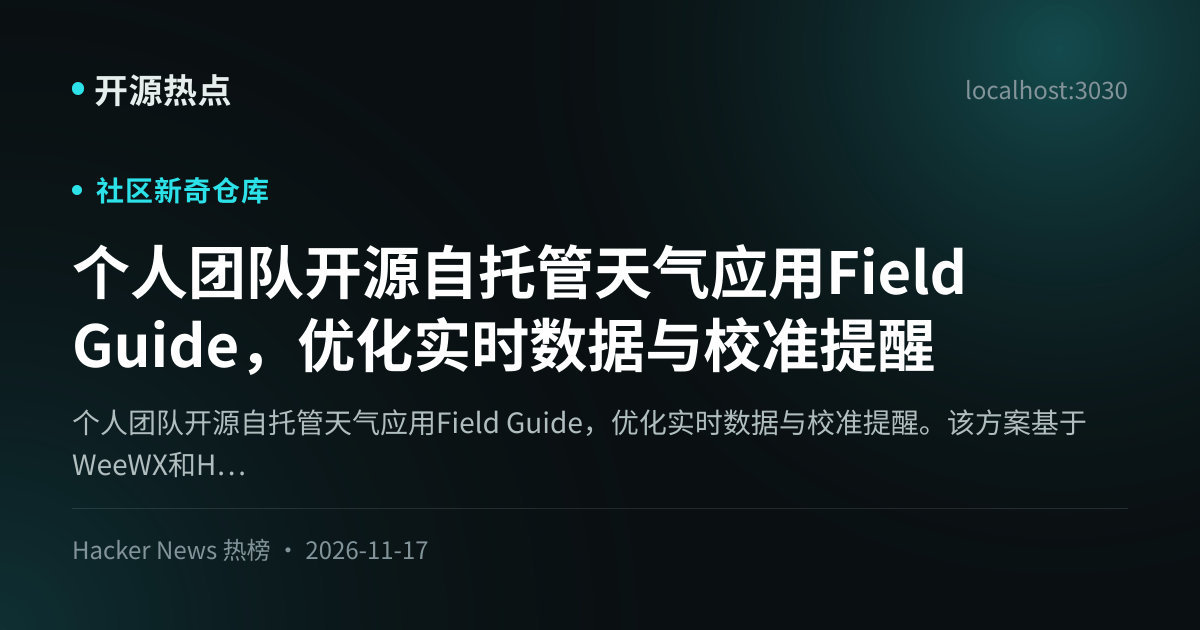 开源热点
localhost:3030
社区新奇仓库
个人团队开源自托管天气应用Field
Guide，优化实时数据与校准提醒
个人团队开源自托管天气应用Field Guide，优化实时数据与校准提醒。该方案基于
WeeWX和H…
Hacker News 热榜 • 2026-11-17